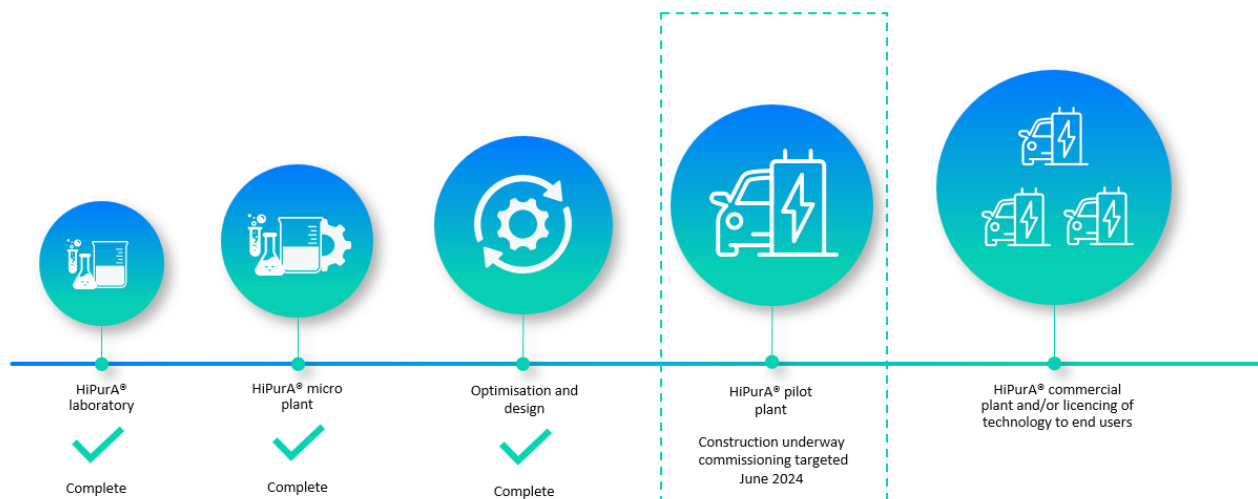 HiPurA® laboratory
laboratory
Complete
HiPurA® micro
plant
Complete
Optimisation and
design
Complete
HiPurA® pilot
plant
Construction underway
commissioning targeted
June 2024
HiPurA® commercial
plant and/or licencing of
technology to end users